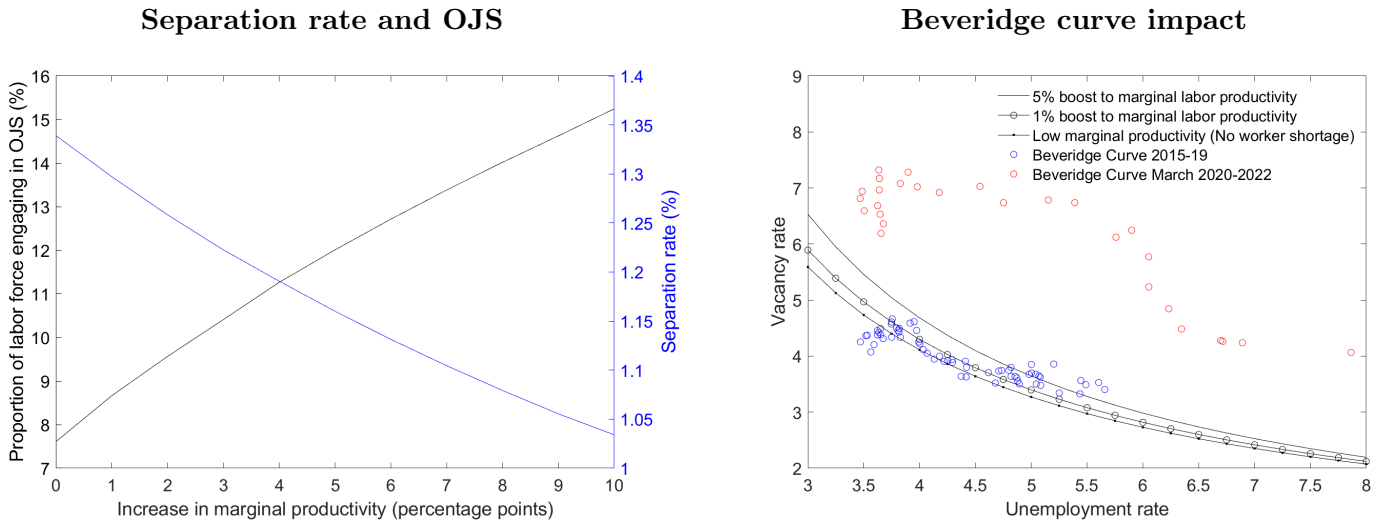 Separation rate and OJS
Proportion of labor force engaging in OJS (%)
16
15
14
13
12
11
10
9
8
7
0 1 2 3 4 5 6 7 8 9 10
Increase in marginal productivity (percentage points)
1.4
1.35
1.3
1.25
1.2
1.15
1.1
1.05
1
Separation rate (%)
Beveridge curve impact
Vacancy rate
9
8
7
6
5
4
3
2
3 3.5 4 4.5 5 5.5 6 6.5 7 7.5 8
Unemployment rate
5% boost to marginal labor productivity
1% boost to marginal labor productivity
Low marginal productivity (No worker shortage)
Beveridge Curve 2015-19
Beveridge Curve March 2020-2022